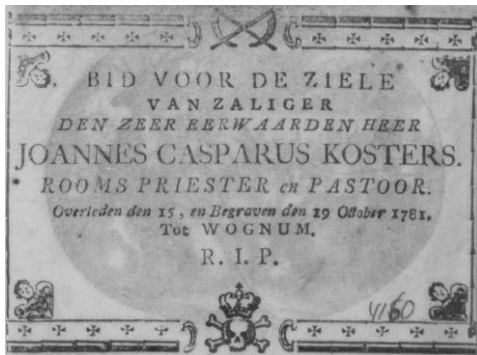 BID VOOR DE ZIELE
VAN ZALIGER
DEN ZEER EERWAARDEN HEER
JOANNES CASPARUS KOSTERS.
ROOMS PRIESTER en PASTOOR.
Overleden den 15, en Begraven den 19 October 1781.
Tot WOGNUM.
R. I. P.
4160